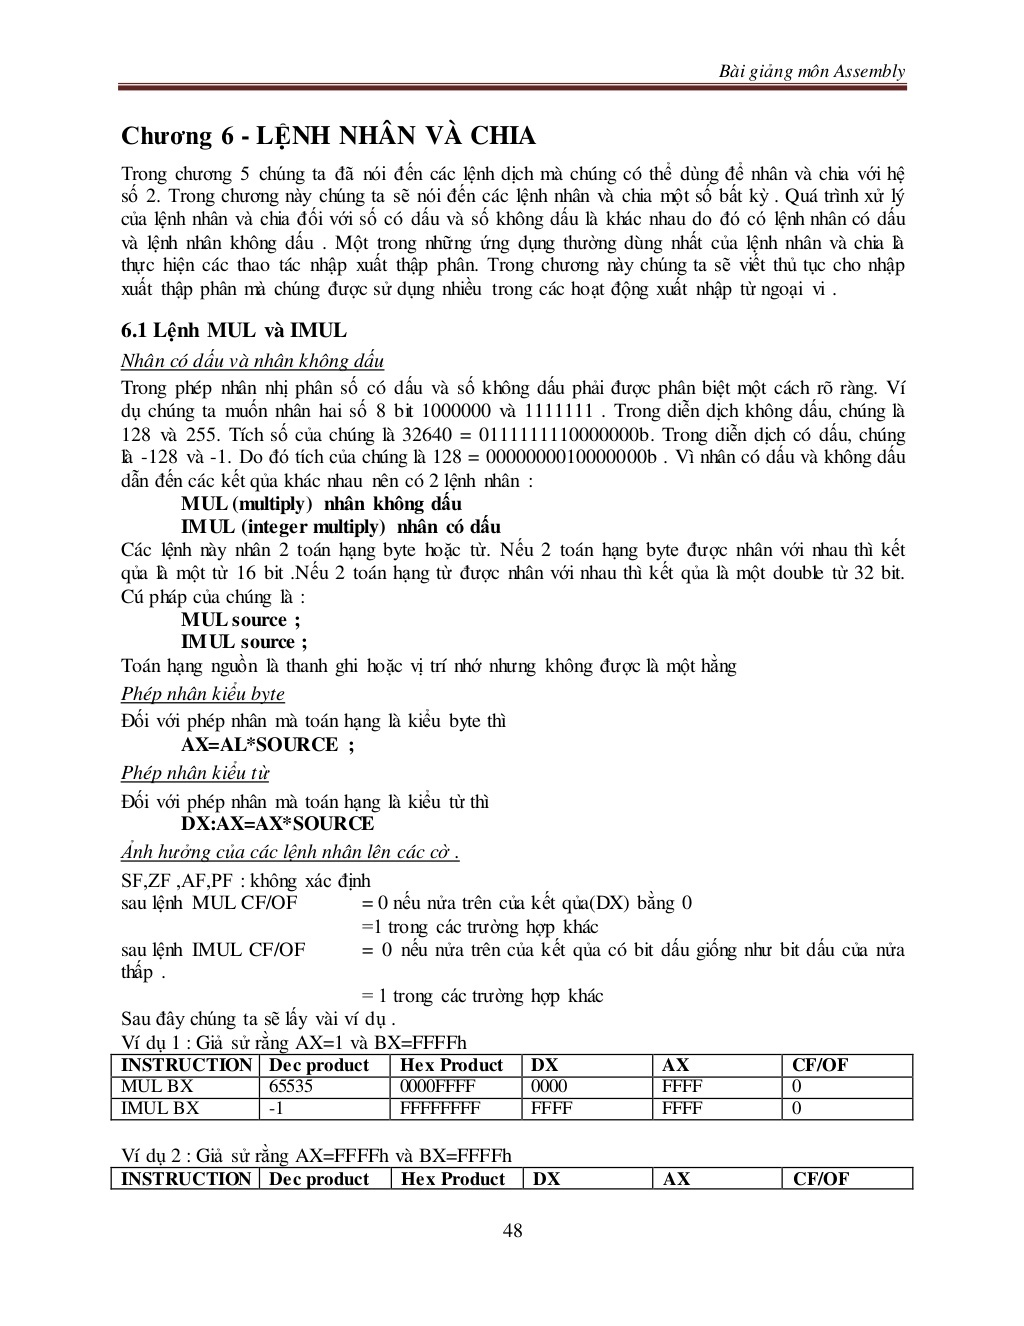 Bài giảng môn Assembly
Chương 6 - LỆNH NHÂN VÀ CHIA
Trong chương 5 chúng ta đã nói đến các lệnh dịch mà chúng có thể dùng để nhân và chia với hệ
số 2. Trong chương này chúng ta sẽ nói đến các lệnh nhân và chia một số bất kỳ . Quá trình xử lý
của lệnh nhân và chia đối với số có dấu và số không dấu là khác nhau do đó có lệnh nhân có dấu
và lệnh nhân không dấu . Một trong những ứng dụng thường dùng nhất của lệnh nhân và chia là
thực hiện các thao tác nhập xuất thập phân. Trong chương này chúng ta sẽ viết thủ tục cho nhập
xuất thập phân mà chúng được sử dụng nhiều trong các hoạt động xuất nhập từ ngoại vi .
6.1 Lệnh MUL và IMUL
Nhân có dấu và nhân không dấu
Trong phép nhân nhị phân số có dấu và số không dấu phải được phân biệt một cách rõ ràng. Ví
dụ chúng ta muốn nhân hai số 8 bit 1000000 và 1111111 . Trong diễn dịch không dấu, chúng là
128 và 255. Tích số của chúng là 32640 = 0111111110000000b. Trong diễn dịch có dấu, chúng
là -128 và -1. Do đó tích của chúng là 128 = 0000000010000000b . Vì nhân có dấu và không dấu
dẫn đến các kết qủa khác nhau nên có 2 lệnh nhân :
MUL (multiply) nhân không dấu
IMUL (integer multiply) nhân có dấu
Các lệnh này nhân 2 toán hạng byte hoặc từ. Nếu 2 toán hạng byte được nhân với nhau thì kết
qủa là một từ 16 bit .Nếu 2 toán hạng từ được nhân với nhau thì kết qủa là một double từ 32 bit.
Cú pháp của chúng là :
MUL source ;
IMUL source ;
Toán hạng nguồn là thanh ghi hoặc vị trí nhớ nhưng không được là một hằng
Phép nhân kiểu byte
Đối với phép nhân mà toán hạng là kiểu byte thì
AX=AL*SOURCE ;
Phép nhân kiểu từ
Đối với phép nhân mà toán hạng là kiểu từ thì
DX:AX=AX*SOURCE
Ảnh hưởng của các lệnh nhân lên các cờ .
SF,ZF ,AF,PF : không xác định
sau lệnh MUL CF/OF = 0 nếu nửa trên của kết qủa(DX) bằng 0
=1 trong các trường hợp khác
sau lệnh IMUL CF/OF = 0 nếu nửa trên của kết qủa có bit dấu giống như bit dấu của nửa
thấp .
= 1 trong các trường hợp khác
Sau đây chúng ta sẽ lấy vài ví dụ .
Ví dụ 1 : Giả sử rằng AX=1 và BX=FFFFh
INSTRUCTION Dec product Hex Product DX AX CF/OF
MUL BX 65535 0000FFFF 0000 FFFF 0
IMUL BX -1 FFFFFFFF FFFF FFFF 0
Ví dụ 2 : Giả sử rằng AX=FFFFh và BX=FFFFh
INSTRUCTION Dec product Hex Product DX AX CF/OF
48